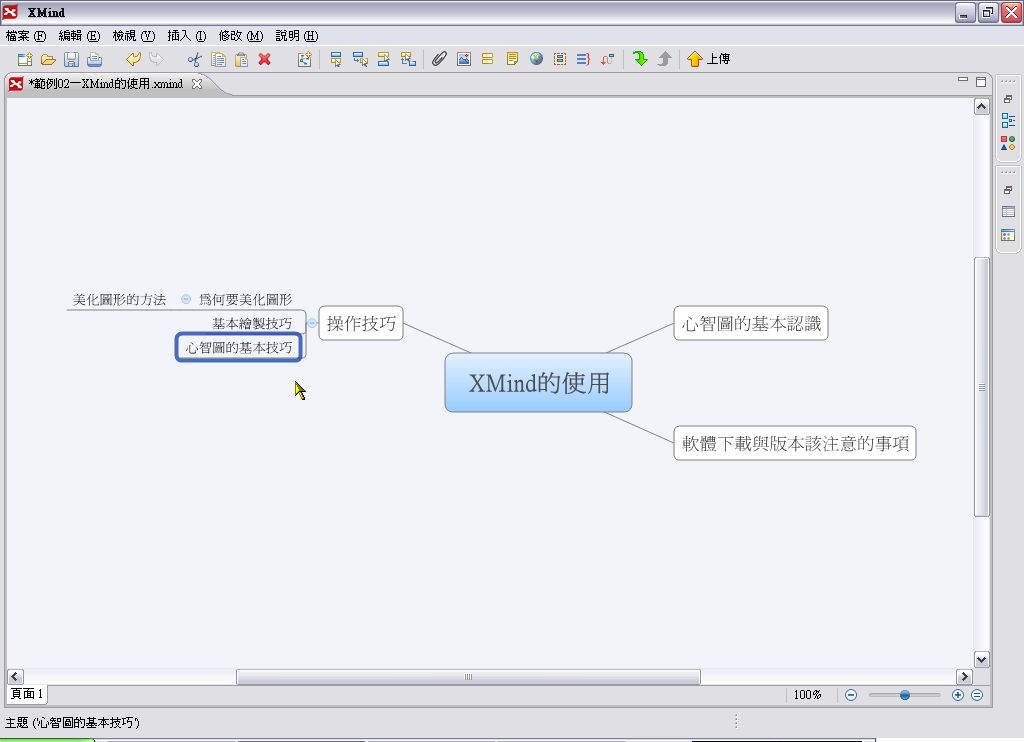 XMind
檔案 (F) 編輯 (E) 檢視 (V) 插入 (I) 修改 (M) 說明 (H)
上傳
*範例02—XMind的使用.xmind
美化圖形的方法 為何要美化圖形
基本繪製技巧
心智圖的基本技巧
操作技巧
心智圖的基本認識
XMind的使用
軟體下載與版本該注意的事項
頁面 1
100%
主題 ('心智圖的基本技巧')